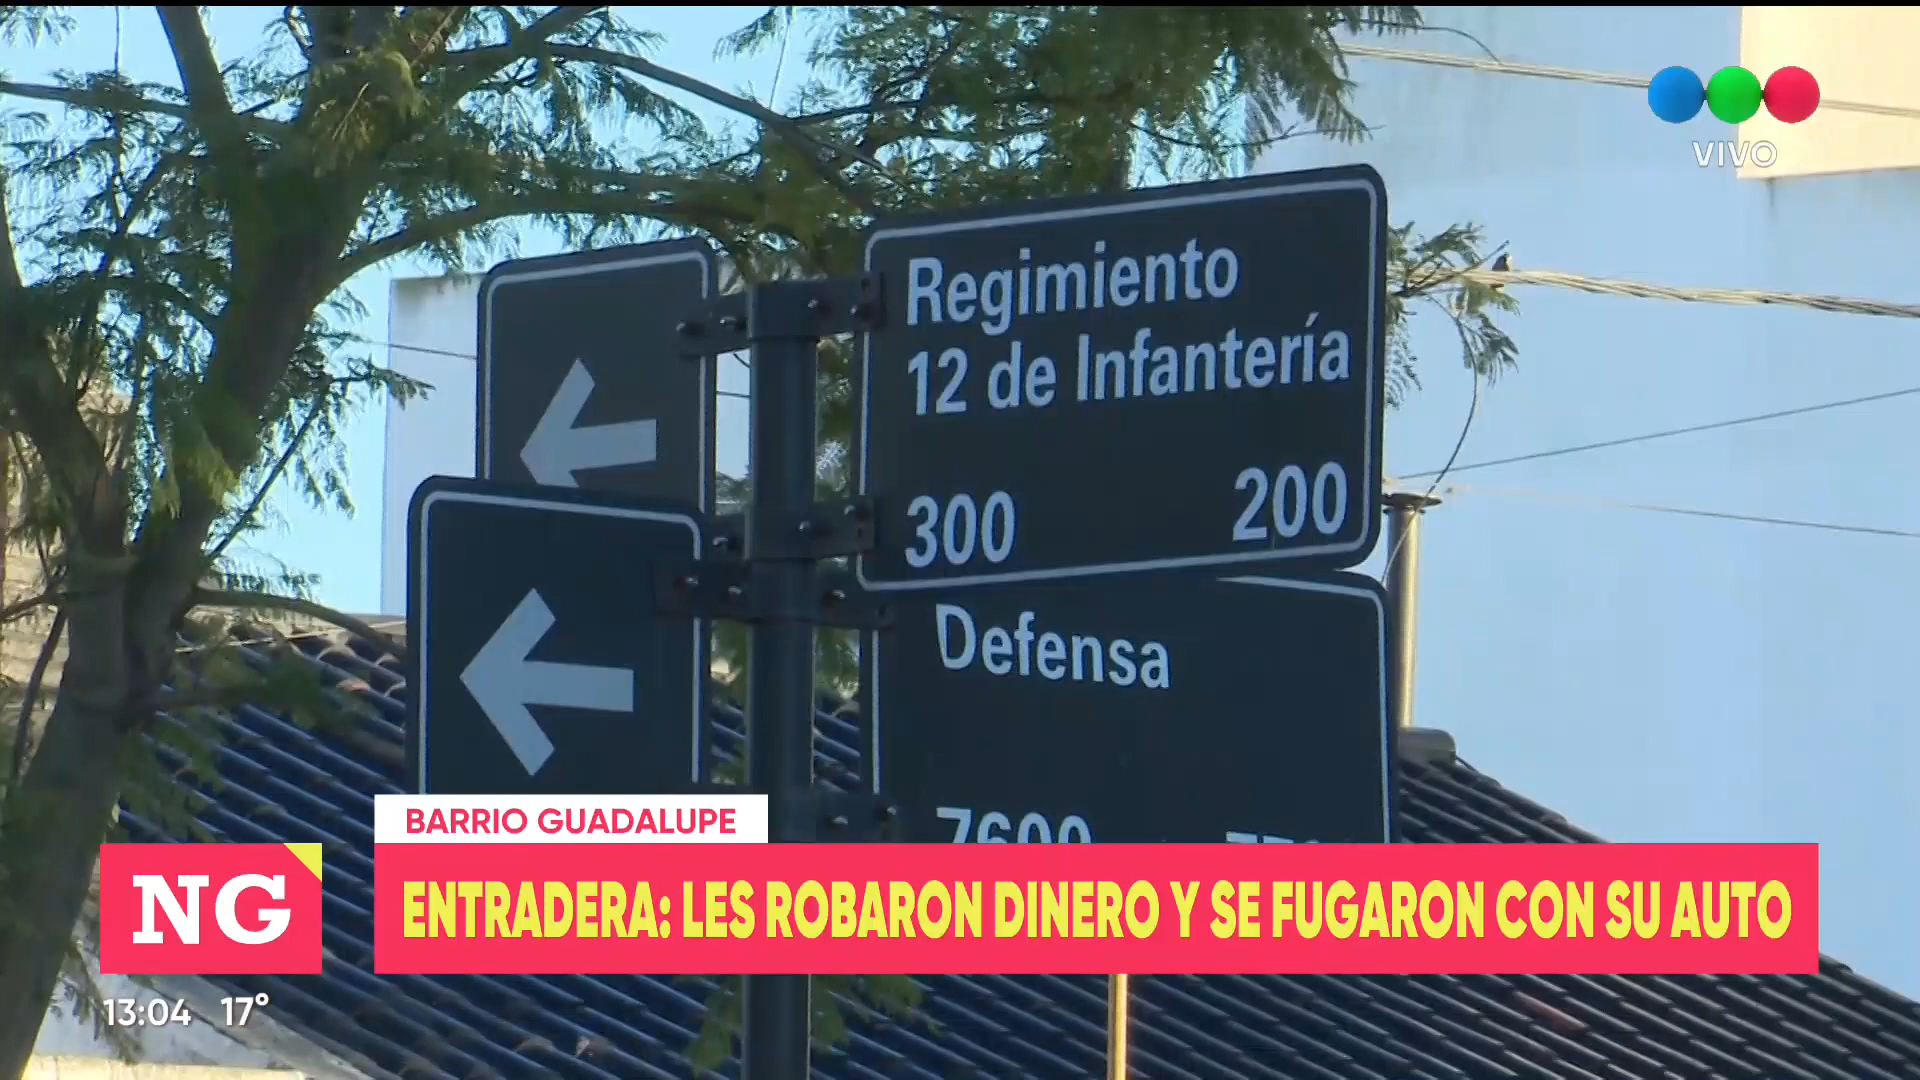 VIVO
Regimiento
12 de Infantería
300 200
Defensa
7600
BARRIO GUADALUPE
NG
ENTRADERA: LES ROBARON DINERO Y SE FUGARON CON SU AUTO
13:04 17°